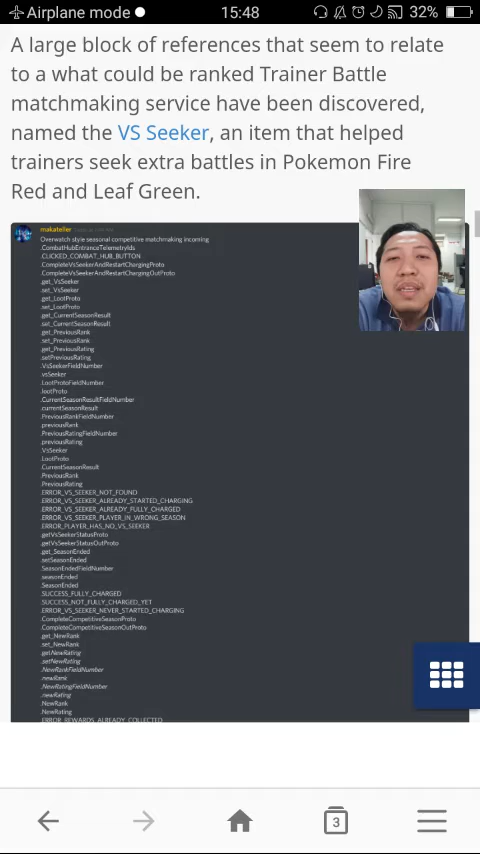 Airplane mode
15:48
32%
A large block of references that seem to relate
to a what could be ranked Trainer Battle
matchmaking service have been discovered,
named the VS Seeker, an item that helped
trainers seek extra battles in Pokemon Fire
Red and Leaf Green.
makateller
Overwatch style seasonal competitive matchmaking incoming
.CombatHubEntranceTelemetryIds
.CLICKED_COMBAT_HUB_BUTTON
.CompleteVsSeekerAndRestartChargingProto
.CompleteVsSeekerAndRestartChargingOutProto
.get_VsSeeker
.set_VsSeeker
.get_LootProto
.set_LootProto
.get_CurrentSeasonResult
.set_CurrentSeasonResult
.get_PreviousRank
.set_PreviousRank
.get_PreviousRating
.setPreviousRating
.VsSeekerFieldNumber
.vsSeeker
.LootProtoFieldNumber
.lootProto
.CurrentSeasonResultFieldNumber
.currentSeasonResult
.PreviousRankFieldNumber
.previousRank
.PreviousRatingFieldNumber
.previousRating
.VsSeeker
.LootProto
.CurrentSeasonResult
.PreviousRank
.PreviousRating
.ERROR_VS_SEEKER_NOT_FOUND
.ERROR_VS_SEEKER_ALREADY_STARTED_CHARGING
.ERROR_VS_SEEKER_ALREADY_FULLY_CHARGED
.ERROR_VS_SEEKER_PLAYER_IN_WRONG_SEASON
.ERROR_PLAYER_HAS_NO_VS_SEEKER
.getVsSeekerStatusProto
.getVsSeekerStatusOutProto
.get_SeasonEnded
.setSeasonEnded
.SeasonEndedFieldNumber
.seasonEnded
.SeasonEnded
.SUCCESS_FULLY_CHARGED
.SUCCESS_NOT_FULLY_CHARGED_YET
.ERROR_VS_SEEKER_NEVER_STARTED_CHARGING
.CompleteCompetitiveSeasonProto
.CompleteCompetitiveSeasonOutProto
.get_NewRank
.set_NewRank
.getNewRating
.setNewRating
.NewRankFieldNumber
.newRank
.NewRatingFieldNumber
.newRating
.NewRank
.NewRating
.ERROR_REWARDS_ALREADY_COLLECTED
3